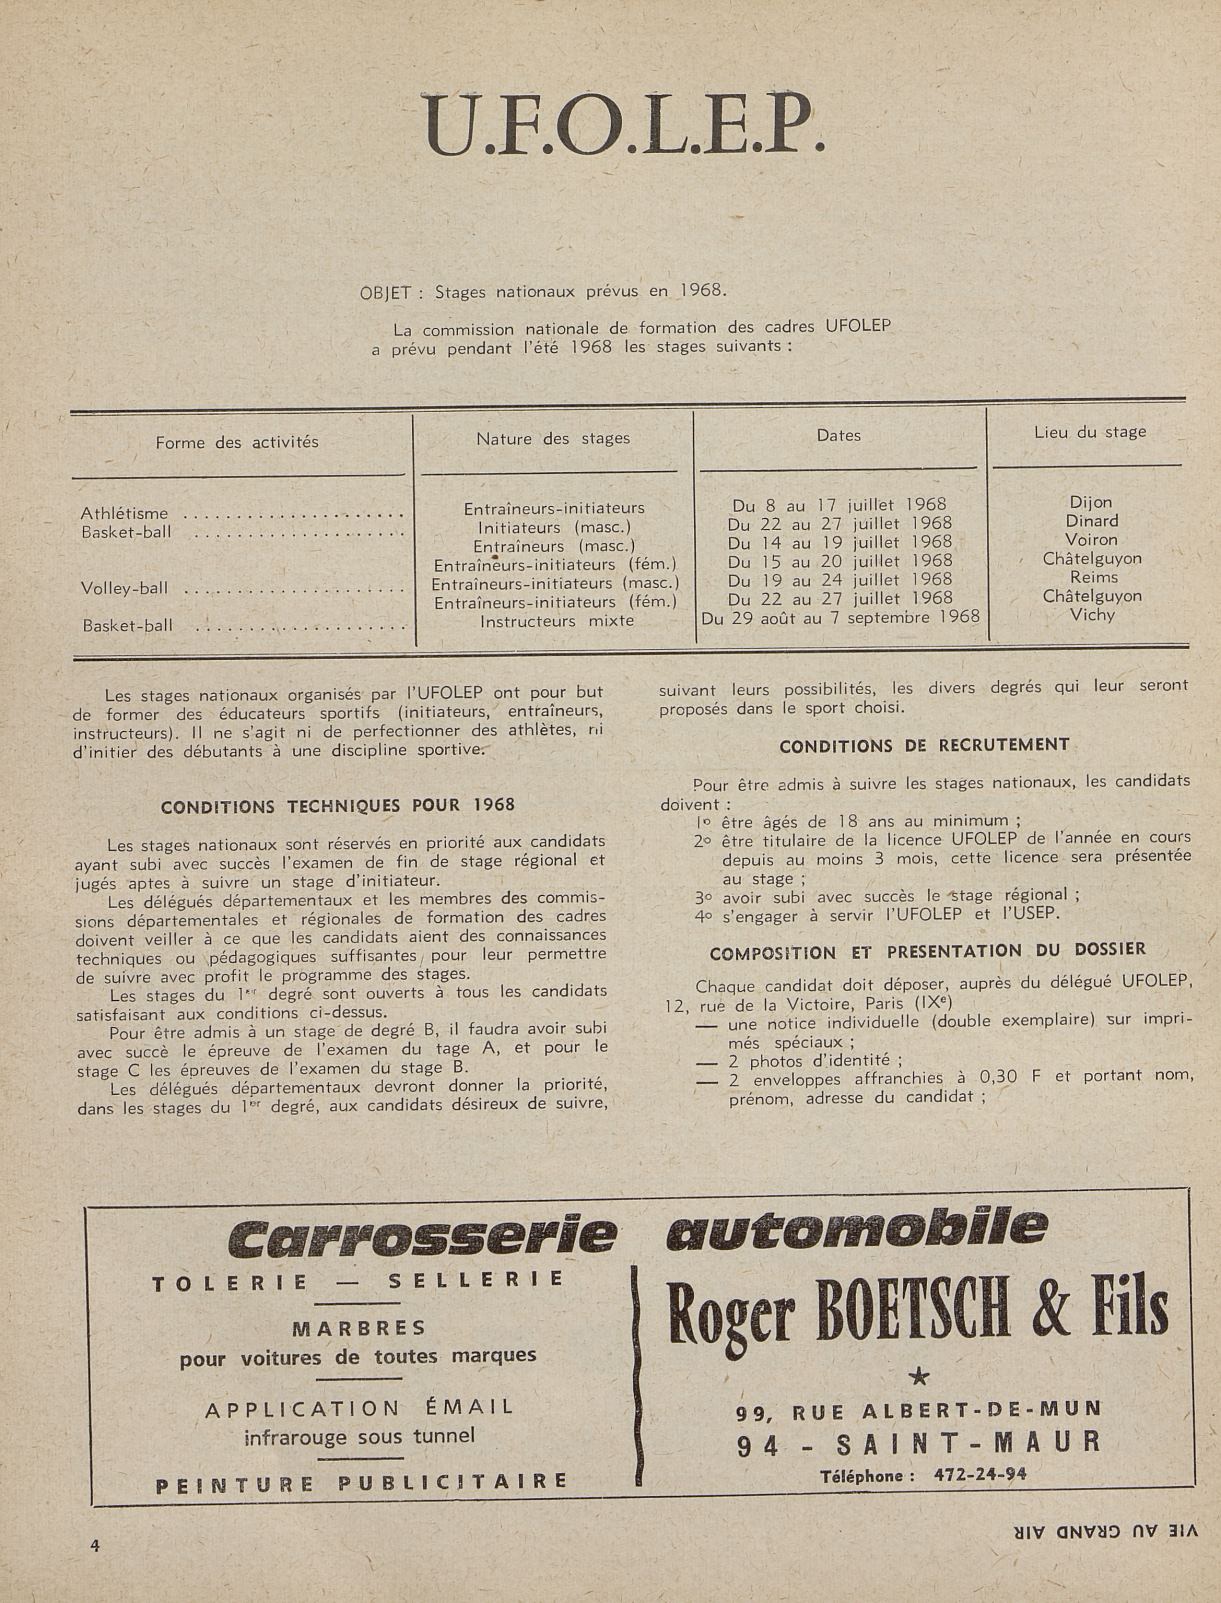 U.F.O.L.E.P.
OBJET : Stages nationaux prévus en 1968.
La commission nationale de formation des cadres UFOLEP
a prévu pendant l'été 1968 les stages suivants :
Forme des activités | Nature des stages | Dates | Lieu du stage
Athlétisme ..................... | Entraîneurs-initiateurs | Du 8 au 17 juillet 1968 | Dijon
Basket-ball .................... | Initiateurs (masc.) | Du 22 au 27 juillet 1968 | Dinard
Entraîneurs (masc.) | Du 14 au 19 juillet 1968 | Voiron
Entraîneurs-initiateurs (fém.) | Du 15 au 20 juillet 1968 | Châtelguyon
Volley-ball ..................... | Entraîneurs-initiateurs (masc.) | Du 19 au 24 juillet 1968 | Reims
Entraîneurs-initiateurs (fém.) | Du 22 au 27 juillet 1968 | Châtelguyon
Basket-ball .................... | Instructeurs mixte | Du 29 août au 7 septembre 1968 | Vichy
Les stages nationaux organisés par l'UFOLEP ont pour but
de former des éducateurs sportifs (initiateurs, entraîneurs,
instructeurs). Il ne s'agit ni de perfectionner des athlètes, ni
d'initier des débutants à une discipline sportive.
CONDITIONS TECHNIQUES POUR 1968
Les stages nationaux sont réservés en priorité aux candidats
ayant subi avec succès l'examen de fin de stage régional et
jugés aptes à suivre un stage d'initiateur.
Les délégués départementaux et les membres des commis-
sions départementales et régionales de formation des cadres
doivent veiller à ce que les candidats aient des connaissances
techniques ou pédagogiques suffisantes pour leur permettre
de suivre avec profit le programme des stages.
Les stages du 1er degré sont ouverts à tous les candidats
satisfaisant aux conditions ci-dessus.
Pour être admis à un stage de degré B, il faudra avoir subi
avec succè le épreuve de l'examen du tage A, et pour le
stage C les épreuves de l'examen du stage B.
Les délégués départementaux devront donner la priorité,
dans les stages du 1er degré, aux candidats désireux de suivre,
suivant leurs possibilités, les divers degrés qui leur seront
proposés dans le sport choisi.
CONDITIONS DE RECRUTEMENT
Pour être admis à suivre les stages nationaux, les candidats
doivent :
1o être âgés de 18 ans au minimum ;
2o être titulaire de la licence UFOLEP de l'année en cours
depuis au moins 3 mois, cette licence sera présentée
au stage ;
3o avoir subi avec succès le stage régional ;
4o s'engager à servir l'UFOLEP et l'USEP.
COMPOSITION ET PRESENTATION DU DOSSIER
Chaque candidat doit déposer, auprès du délégué UFOLEP,
12, rue de la Victoire, Paris (IXe)
— une notice individuelle (double exemplaire) sur impri-
més spéciaux ;
— 2 photos d'identité ;
— 2 enveloppes affranchies à 0,30 F et portant nom,
prénom, adresse du candidat ;
Carrosserie automobile
TOLERIE — SELLERIE
MARBRES
pour voitures de toutes marques
APPLICATION ÉMAIL
infrarouge sous tunnel
PEINTURE PUBLICITAIRE
Roger BOETSCH & Fils
99, RUE ALBERT-DE-MUN
94 - SAINT-MAUR
Téléphone : 472-24-94
4
VIE AU GRAND AIR